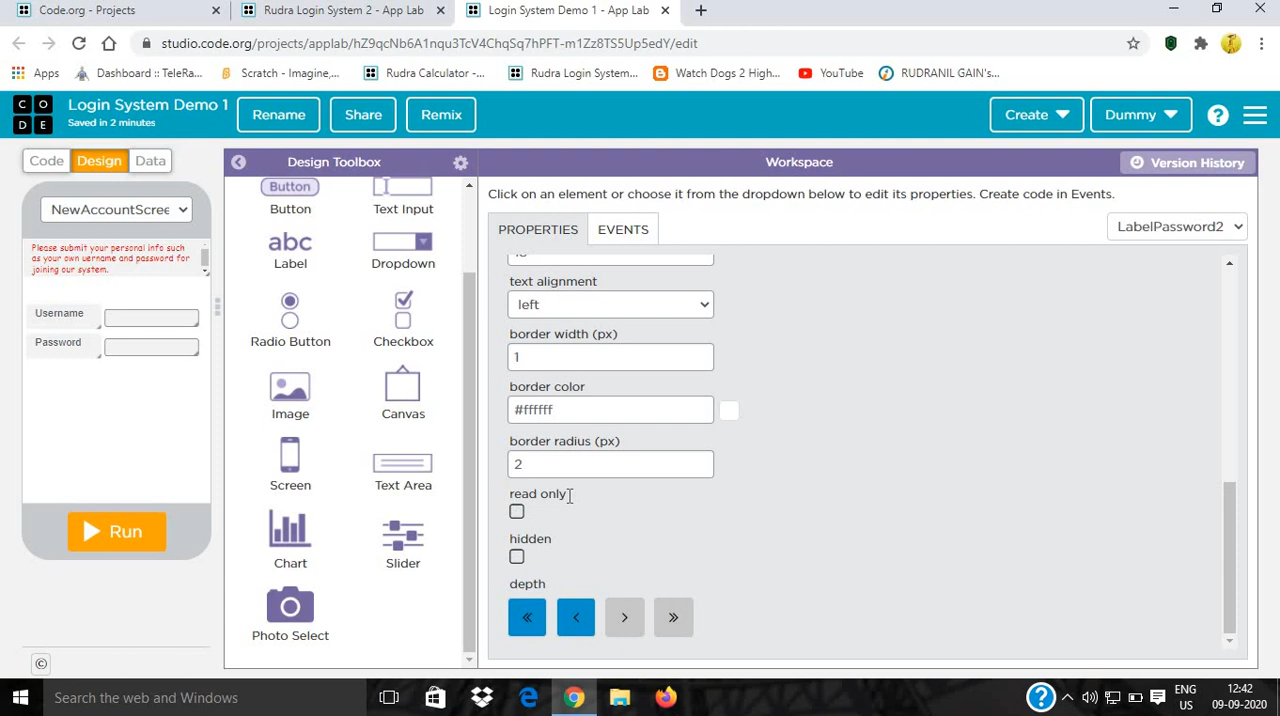 Code.org - Projects
Rudra Login System 2 - App Lab
Login System Demo 1 - App Lab
studio.code.org/projects/applab/hZ9qcNb6A1nqu3TcV4ChqSq7hPFT-m1Zz8TS5Up5edY/edit
Apps
Dashboard :: TeleRa...
Scratch - Imagine,...
Rudra Calculator -...
Rudra Login System...
Watch Dogs 2 High...
YouTube
RUDRANIL GAIN's...
C O
D E
Login System Demo 1
Saved in 2 minutes
Rename
Share
Remix
Create
Dummy
?
Code
Design
Data
Design Toolbox
Workspace
Version History
NewAccountScree
Please submit your personal info such
as your own uername and password for
joining our system.
Username
Password
Run
Button
Button
Text Input
abc
Label
Dropdown
Radio Button
Checkbox
Image
Canvas
Screen
Text Area
Chart
Slider
Photo Select
Click on an element or choose it from the dropdown below to edit its properties. Create code in Events.
PROPERTIES
EVENTS
LabelPassword2
text alignment
left
border width (px)
1
border color
#ffffff
border radius (px)
2
read only
hidden
depth
©
Search the web and Windows
?
ENG
US
12:42
09-09-2020